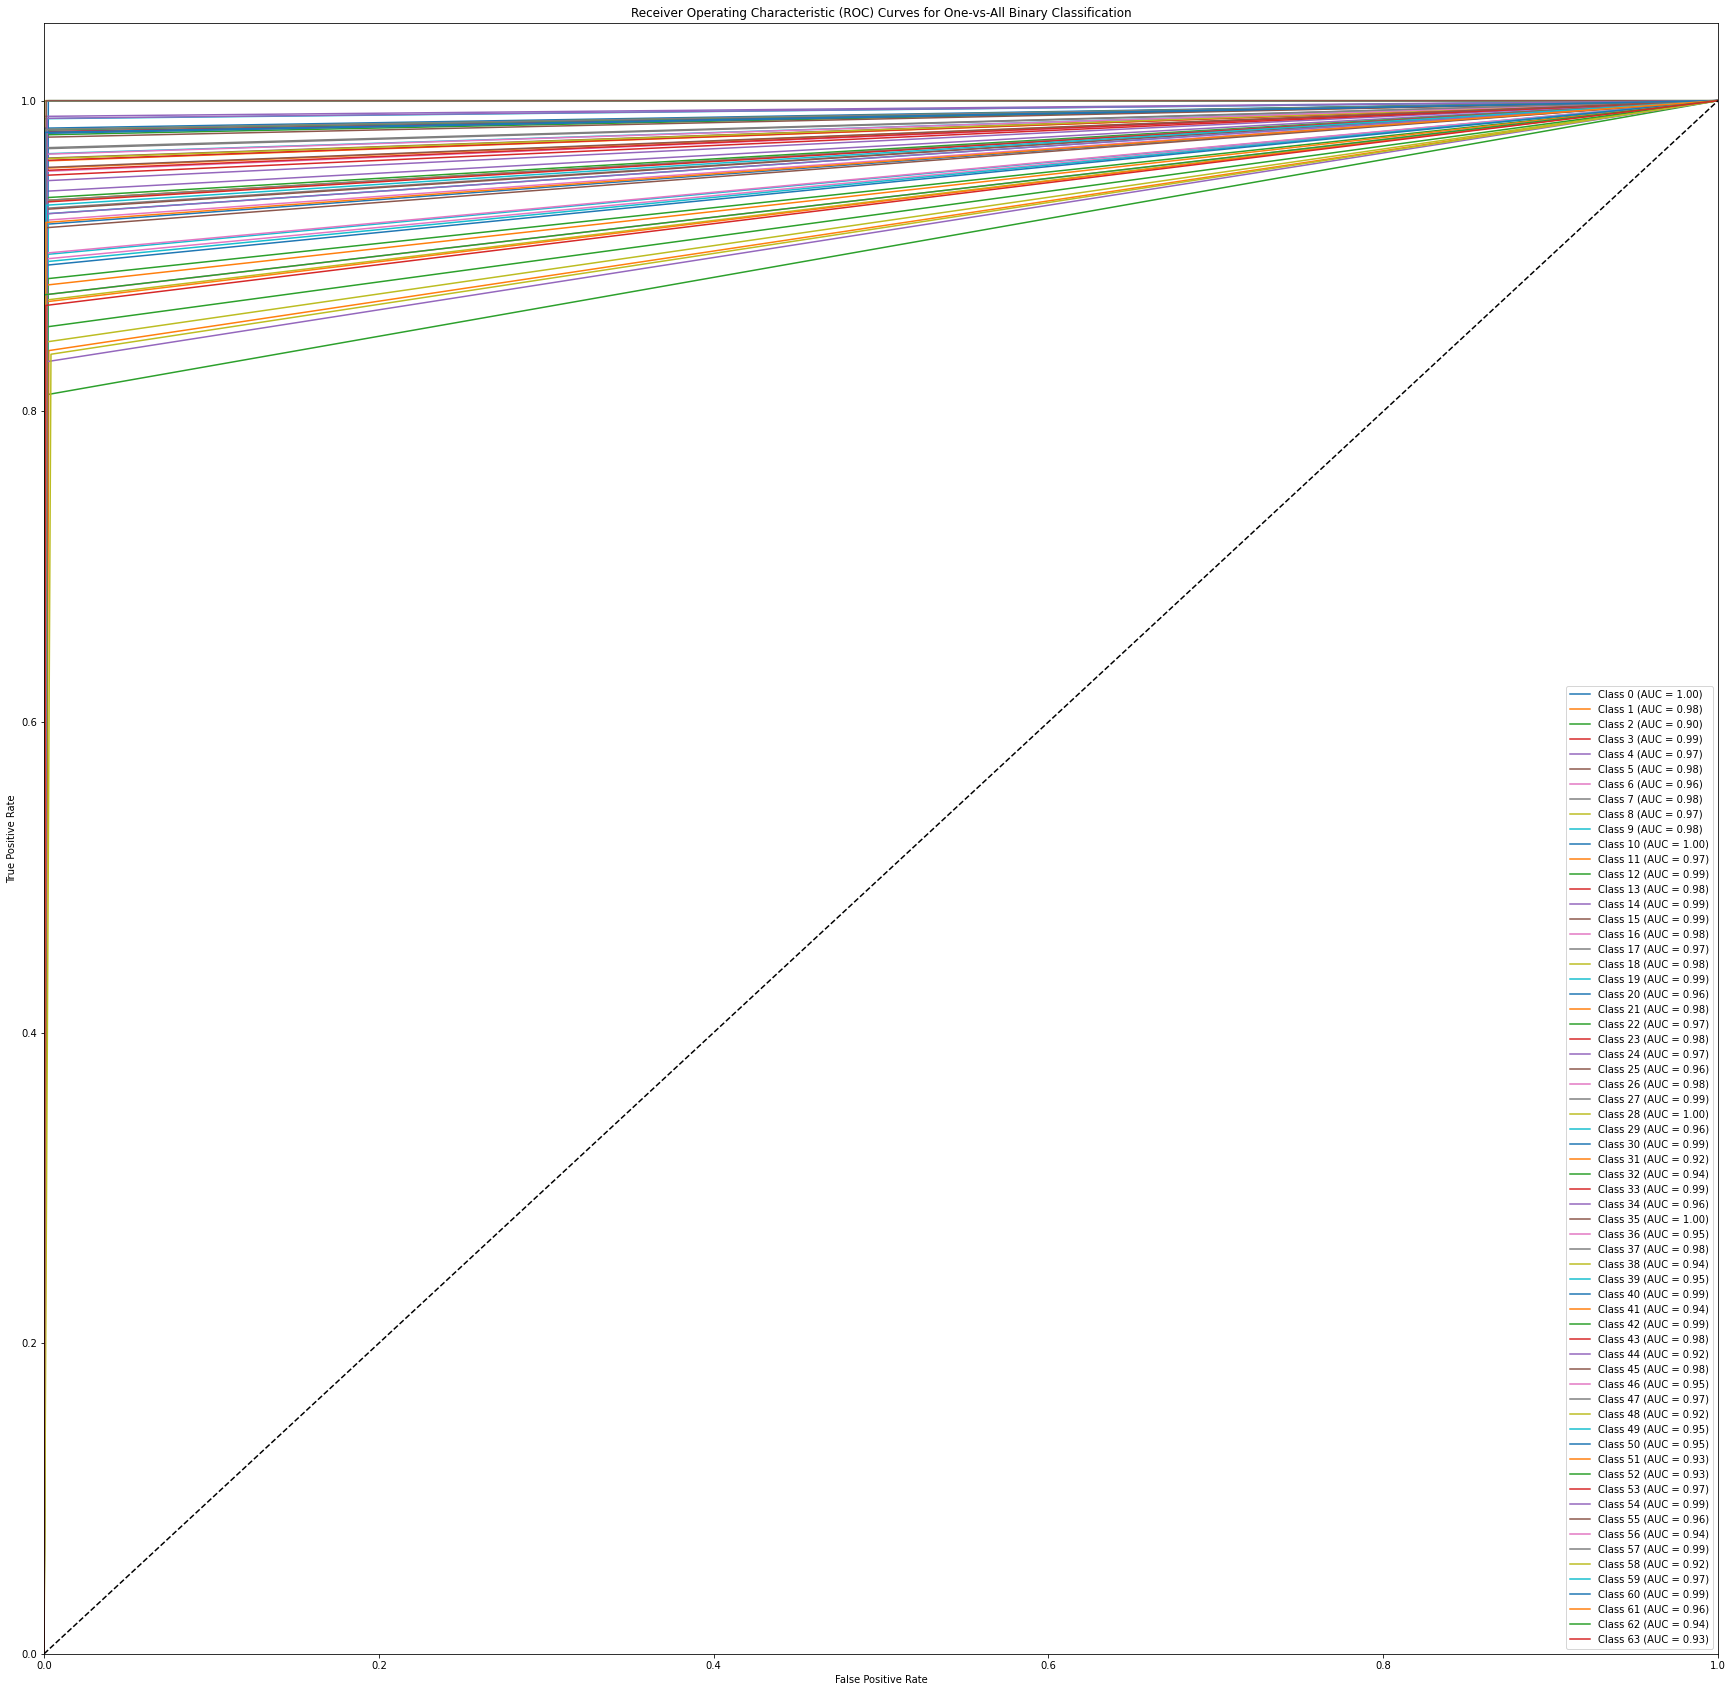 Receiver Operating Characteristic (ROC) Curves for One-vs-All Binary Classification
1.0
0.8
0.6
0.4
0.2
0.0
True Positive Rate
Class 0 (AUC = 1.00)
Class 1 (AUC = 0.98)
Class 2 (AUC = 0.90)
Class 3 (AUC = 0.99)
Class 4 (AUC = 0.97)
Class 5 (AUC = 0.98)
Class 6 (AUC = 0.96)
Class 7 (AUC = 0.98)
Class 8 (AUC = 0.97)
Class 9 (AUC = 0.98)
Class 10 (AUC = 1.00)
Class 11 (AUC = 0.97)
Class 12 (AUC = 0.99)
Class 13 (AUC = 0.98)
Class 14 (AUC = 0.99)
Class 15 (AUC = 0.99)
Class 16 (AUC = 0.98)
Class 17 (AUC = 0.97)
Class 18 (AUC = 0.98)
Class 19 (AUC = 0.99)
Class 20 (AUC = 0.96)
Class 21 (AUC = 0.98)
Class 22 (AUC = 0.97)
Class 23 (AUC = 0.98)
Class 24 (AUC = 0.97)
Class 25 (AUC = 0.96)
Class 26 (AUC = 0.98)
Class 27 (AUC = 0.99)
Class 28 (AUC = 1.00)
Class 29 (AUC = 0.96)
Class 30 (AUC = 0.99)
Class 31 (AUC = 0.92)
Class 32 (AUC = 0.94)
Class 33 (AUC = 0.99)
Class 34 (AUC = 0.96)
Class 35 (AUC = 1.00)
Class 36 (AUC = 0.95)
Class 37 (AUC = 0.98)
Class 38 (AUC = 0.94)
Class 39 (AUC = 0.95)
Class 40 (AUC = 0.99)
Class 41 (AUC = 0.94)
Class 42 (AUC = 0.99)
Class 43 (AUC = 0.98)
Class 44 (AUC = 0.92)
Class 45 (AUC = 0.98)
Class 46 (AUC = 0.95)
Class 47 (AUC = 0.97)
Class 48 (AUC = 0.92)
Class 49 (AUC = 0.95)
Class 50 (AUC = 0.95)
Class 51 (AUC = 0.93)
Class 52 (AUC = 0.93)
Class 53 (AUC = 0.97)
Class 54 (AUC = 0.99)
Class 55 (AUC = 0.96)
Class 56 (AUC = 0.94)
Class 57 (AUC = 0.99)
Class 58 (AUC = 0.92)
Class 59 (AUC = 0.97)
Class 60 (AUC = 0.99)
Class 61 (AUC = 0.96)
Class 62 (AUC = 0.94)
Class 63 (AUC = 0.93)
0.0 0.2 0.4 0.6 0.8 1.0
False Positive Rate